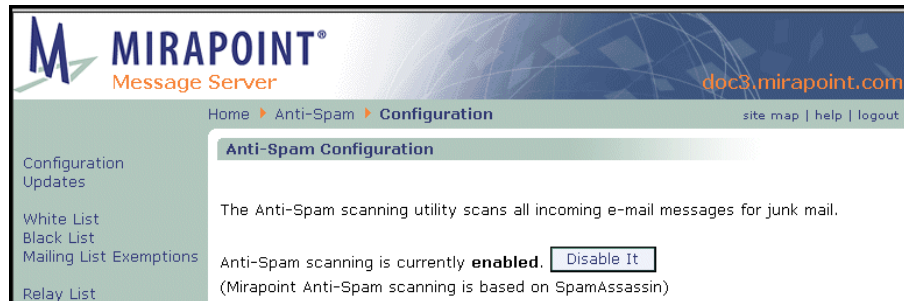 MIRAPOINT®
Message Server
doc3.mirapoint.com
Home Anti-Spam Configuration
site map | help | logout
Configuration
Updates
White List
Black List
Mailing List Exemptions
Relay List
Anti-Spam Configuration
The Anti-Spam scanning utility scans all incoming e-mail messages for junk mail.
Anti-Spam scanning is currently enabled. Disable It
(Mirapoint Anti-Spam scanning is based on SpamAssassin)